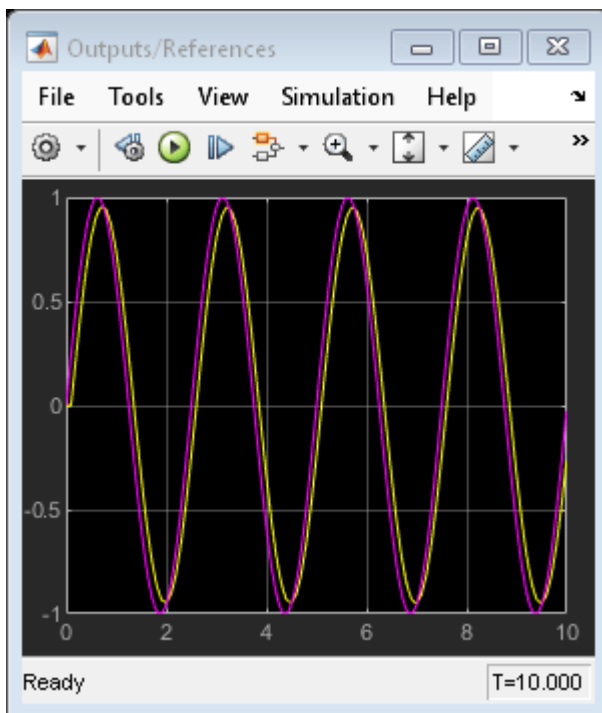 Outputs/References
File Tools View Simulation Help
1
0.5
0
-0.5
-1
0 2 4 6 8 10
Ready T=10.000